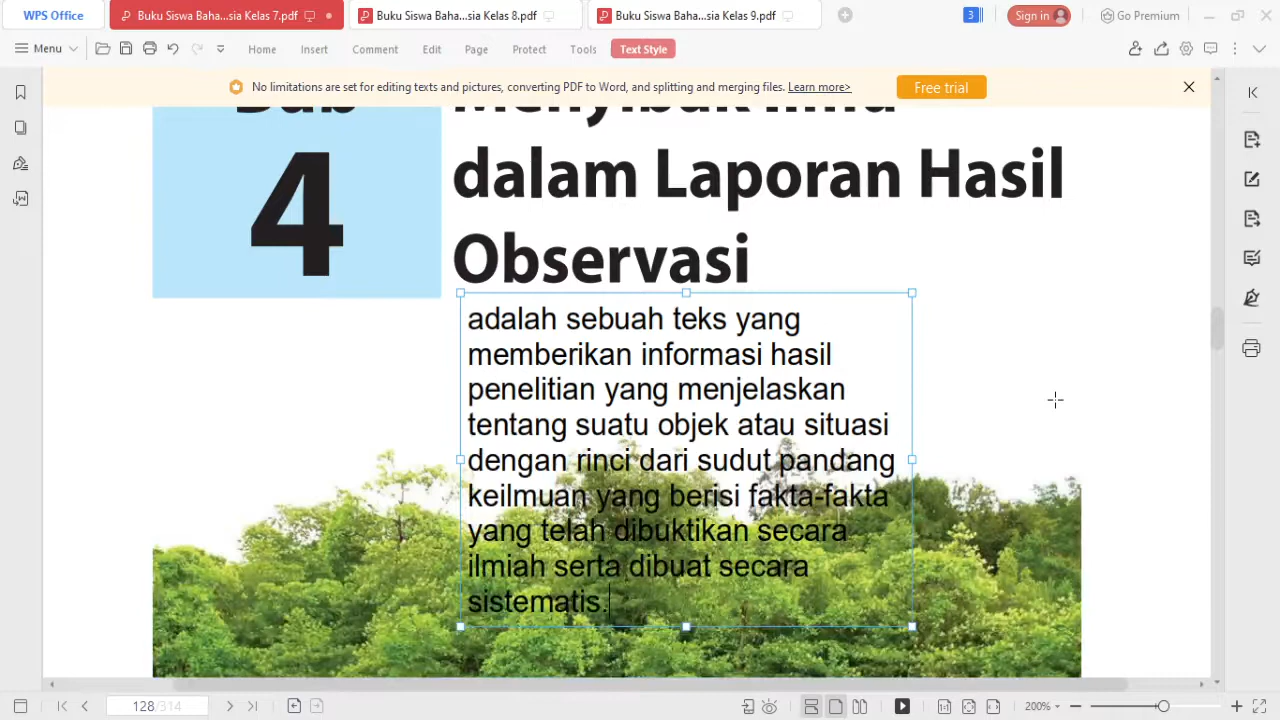 WPS Office
Buku Siswa Baha...sia Kelas 7.pdf
Buku Siswa Baha...sia Kelas 8.pdf
Buku Siswa Baha...sia Kelas 9.pdf
3
Sign in
Go Premium
Menu
Home
Insert
Comment
Edit
Page
Protect
Tools
Text Style
No limitations are set for editing texts and pictures, converting PDF to Word, and splitting and merging files. Learn more>
Free trial
Bab
4
Menyibak Ilmu
dalam Laporan Hasil
Observasi
adalah sebuah teks yang
memberikan informasi hasil
penelitian yang menjelaskan
tentang suatu objek atau situasi
dengan rinci dari sudut pandang
keilmuan yang berisi fakta-fakta
yang telah dibuktikan secara
ilmiah serta dibuat secara
sistematis.
128/314
200%